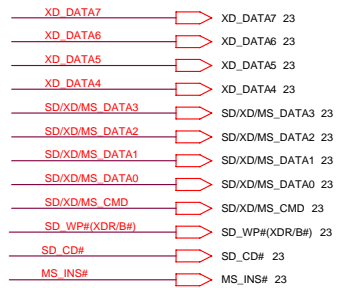 XD_DATA7 XD_DATA7 23
XD_DATA6 XD_DATA6 23
XD_DATA5 XD_DATA5 23
XD_DATA4 XD_DATA4 23
SD/XD/MS_DATA3 SD/XD/MS_DATA3 23
SD/XD/MS_DATA2 SD/XD/MS_DATA2 23
SD/XD/MS_DATA1 SD/XD/MS_DATA1 23
SD/XD/MS_DATA0 SD/XD/MS_DATA0 23
SD/XD/MS_CMD SD/XD/MS_CMD 23
SD_WP#(XDR/B#) SD_WP#(XDR/B#) 23
SD_CD# SD_CD# 23
MS_INS# MS_INS# 23